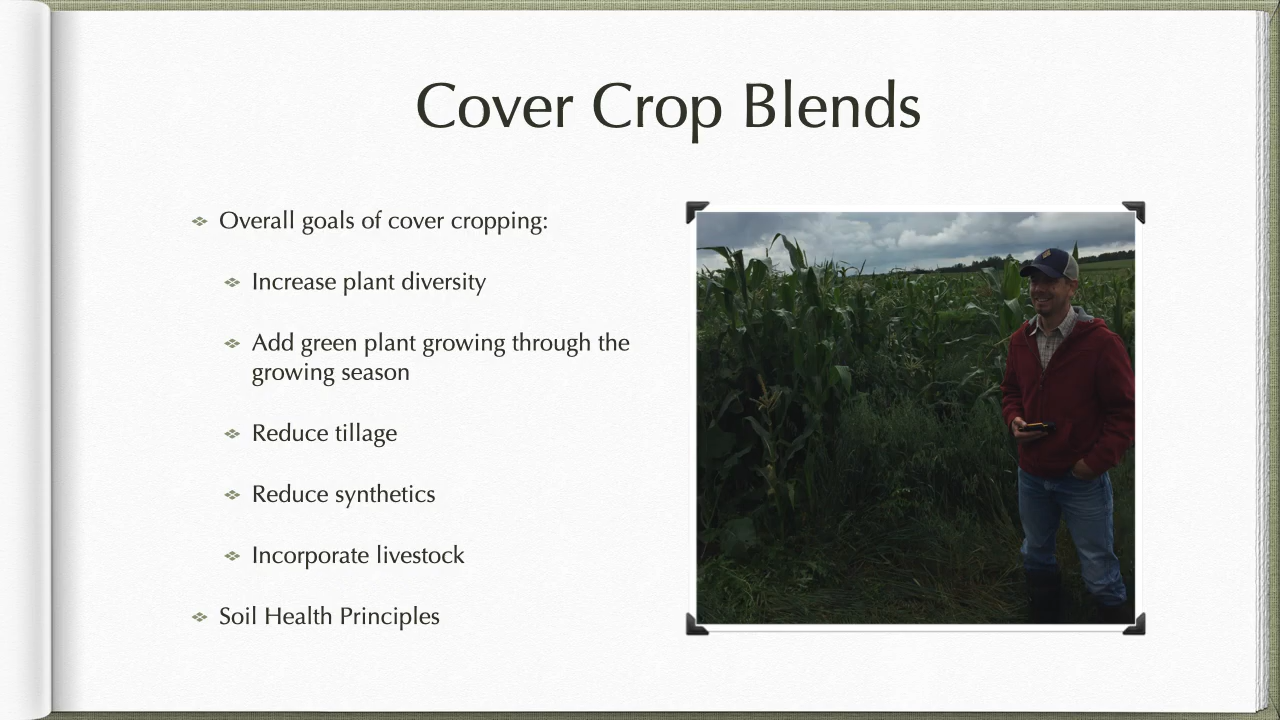 Cover Crop Blends
Overall goals of cover cropping:
Increase plant diversity
Add green plant growing through the
growing season
Reduce tillage
Reduce synthetics
Incorporate livestock
Soil Health Principles